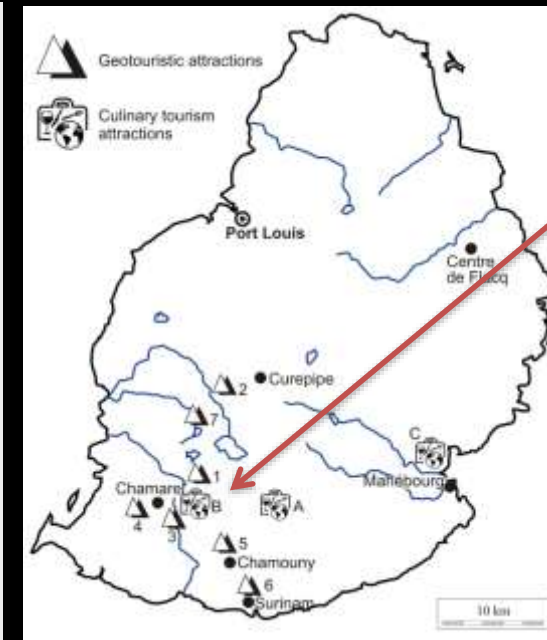 Geotouristic attractions
Culinary tourism
attractions
Port Louis
Centre
de Flacq
2
Curepipe
7
C
1
Mahebourg
Chamarel
B
A
4
3
5
Chamouny
6
Surinam
10 km